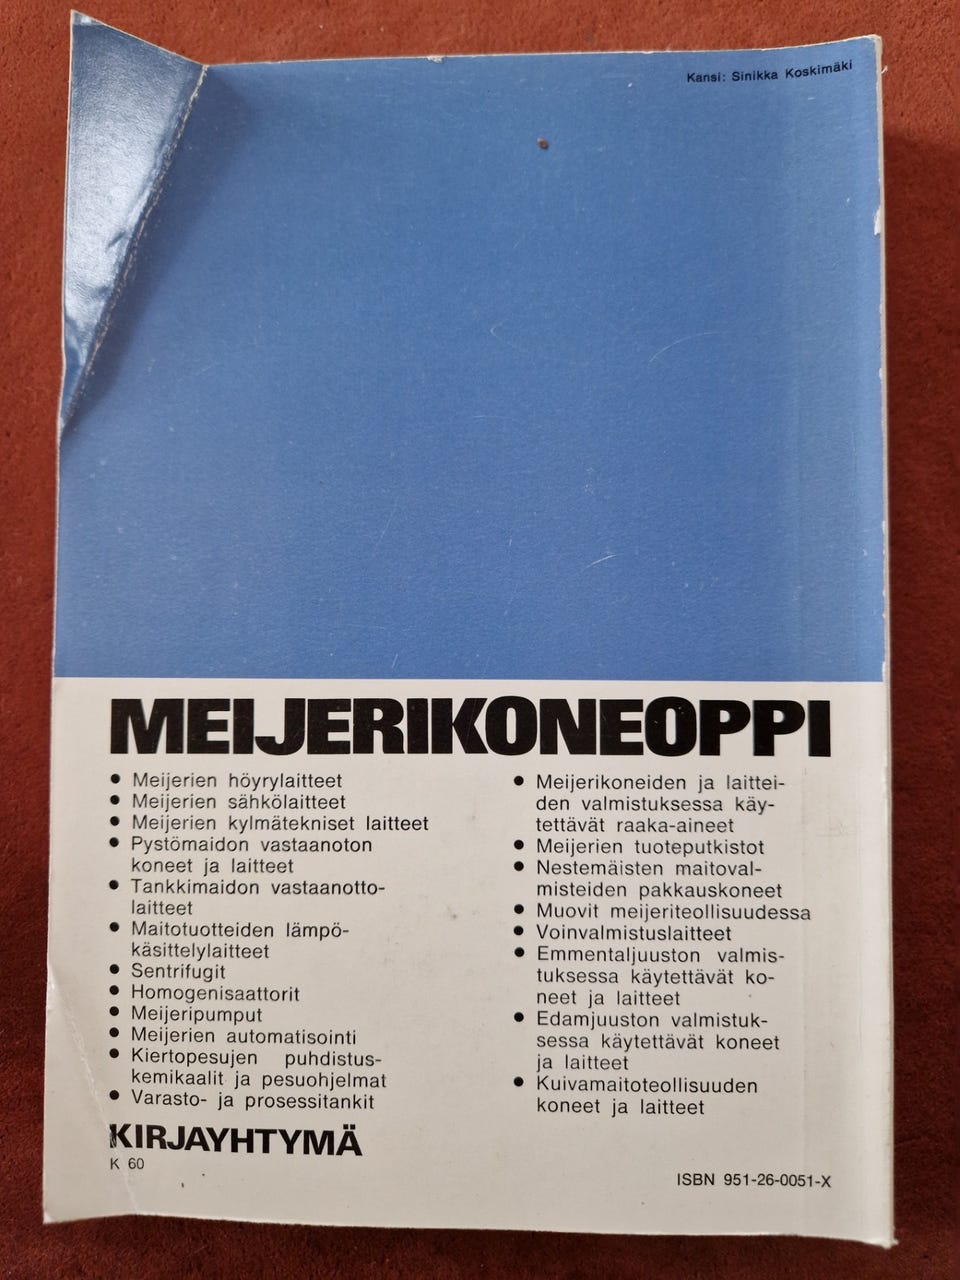 Kansi: Sinikka Koskimäki
MEIJERIKONEOPPI
• Meijerien höyrylaitteet
• Meijerien sähkölaitteet
• Meijerien kylmätekniset laitteet
• Pystömaidon vastaanoton
koneet ja laitteet
• Tankkimaidon vastaanotto-
laitteet
• Maitotuotteiden lämpö-
käsittelylaitteet
• Sentrifugit
• Homogenisaattorit
• Meijeripumput
• Meijerien automatisointi
• Kiertopesujen puhdistus-
kemikaalit ja pesuohjelmat
• Varasto- ja prosessitankit
• Meijerikoneiden ja laittei-
den valmistuksessa käy-
tettävät raaka-aineet
• Meijerien tuoteputkistot
• Nestemäisten maitoval-
misteiden pakkauskoneet
• Muovit meijeriteollisuudessa
• Voinvalmistuslaitteet
• Emmentaljuuston valmis-
tuksessa käytettävät ko-
neet ja laitteet
• Edamjuuston valmistuk-
sessa käytettävät koneet
ja laitteet
• Kuivamaitoteollisuuden
koneet ja laitteet
KIRJAYHTYMÄ
K 60
ISBN 951-26-0051-X